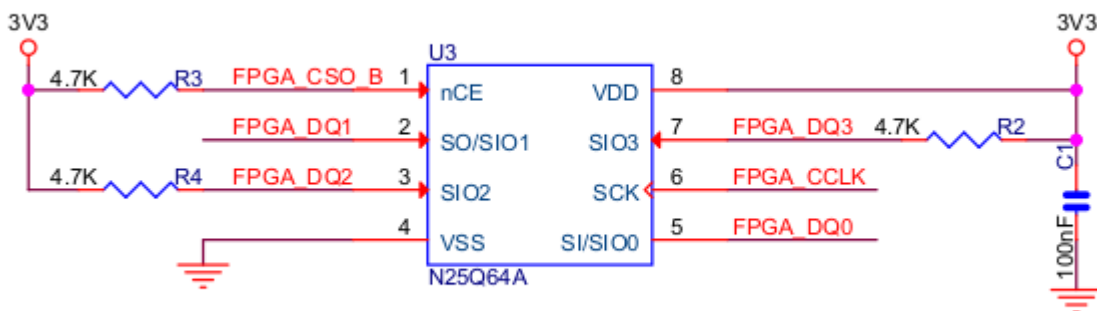 3V3 3V3
U3
4.7K R3 FPGA_CSO_B 1 nCE VDD 8
FPGA_DQ1 2 SO/SIO1 SIO3 7 FPGA_DQ3 4.7K R2
4.7K R4 FPGA_DQ2 3 SIO2 SCK 6 FPGA_CCLK
4 VSS SI/SIO0 5 FPGA_DQ0
N25Q64A
C1
100nF